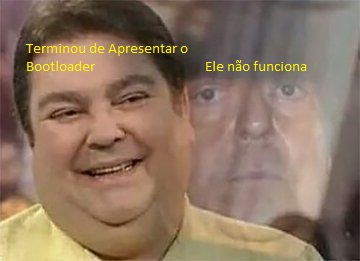 Terminou de Apresentar o
Bootloader
Ele não funciona